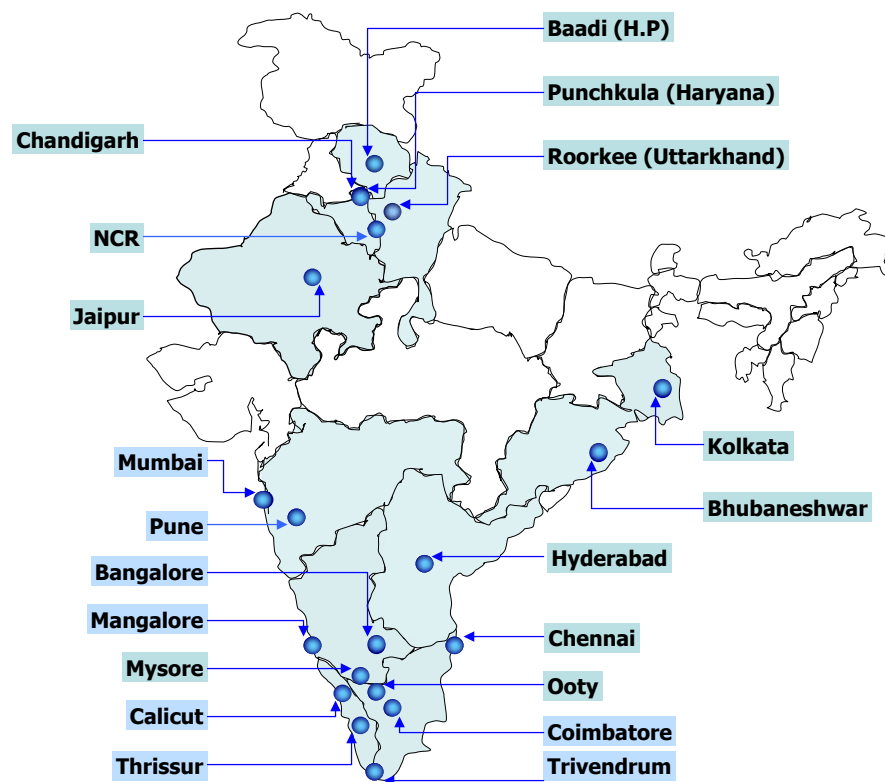 Baadi (H.P)
Punchkula (Haryana)
Chandigarh
Roorkee (Uttarkhand)
NCR
Jaipur
Kolkata
Mumbai
Bhubaneshwar
Pune
Hyderabad
Bangalore
Mangalore
Chennai
Mysore
Ooty
Calicut
Coimbatore
Thrissur
Trivendrum